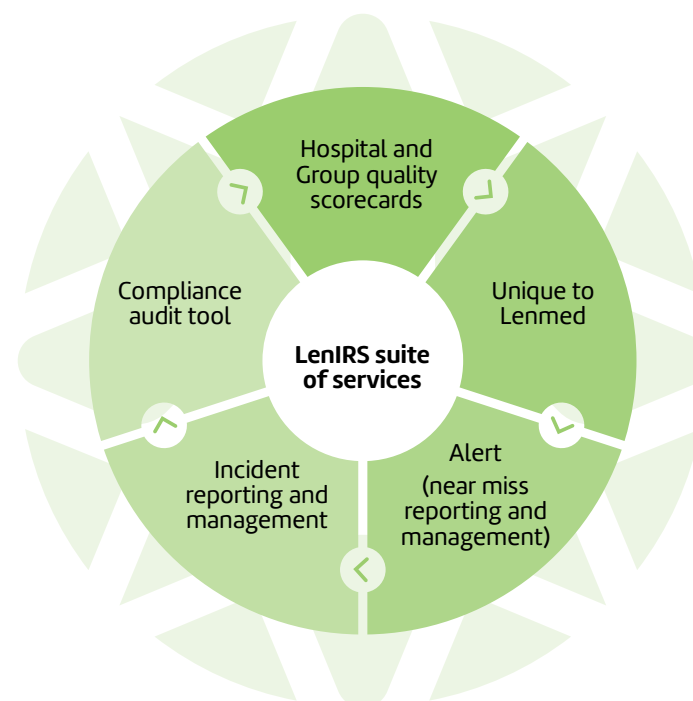 Hospital and
Group quality
scorecards
Unique to
Lenmed
Alert
(near miss
reporting and
management)
Incident
reporting and
management
Compliance
audit tool
LenIRS suite
of services